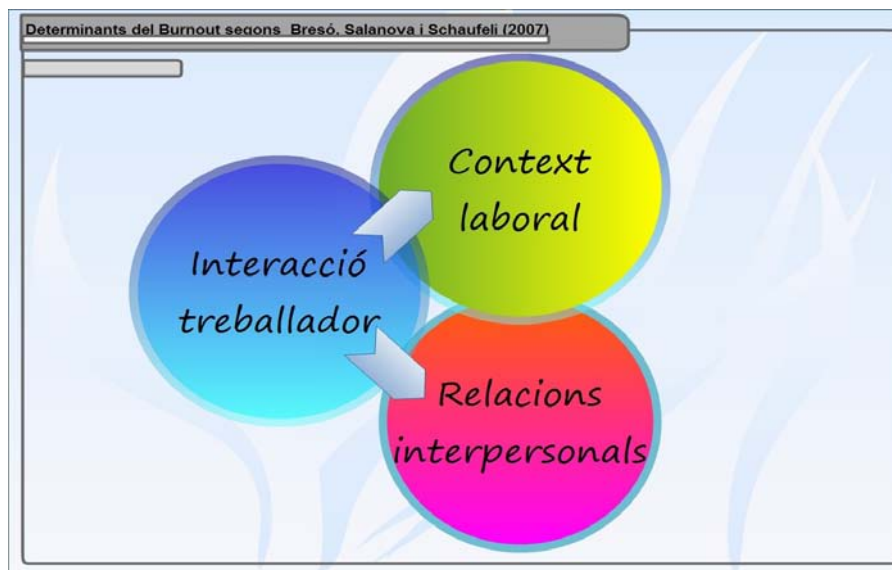 Determinants del Burnout segons Bresó, Salanova i Schaufeli (2007)
Context
laboral
Interacció
treballador
Relacions
interpersonals